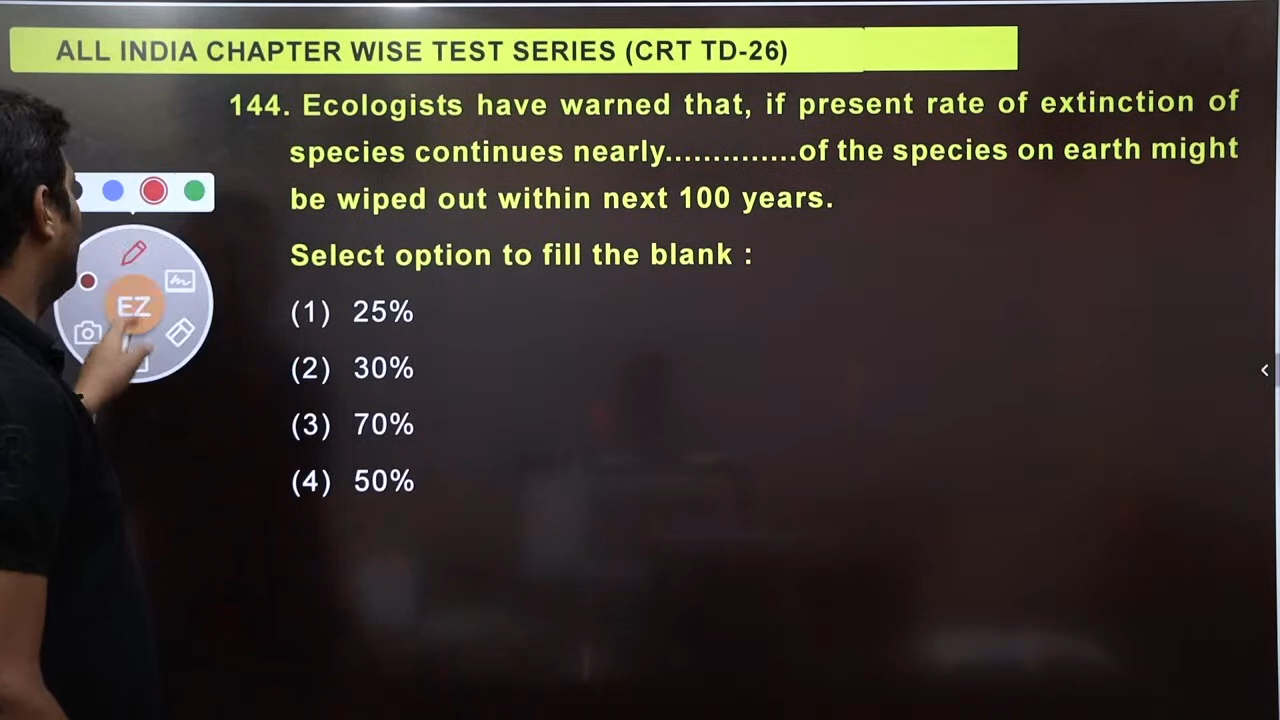 ALL INDIA CHAPTER WISE TEST SERIES (CRT TD-26)
144. Ecologists have warned that, if present rate of extinction of
species continues nearly..............of the species on earth might
be wiped out within next 100 years.
Select option to fill the blank :
EZ
(1) 25%
(2) 30%
(3) 70%
(4) 50%